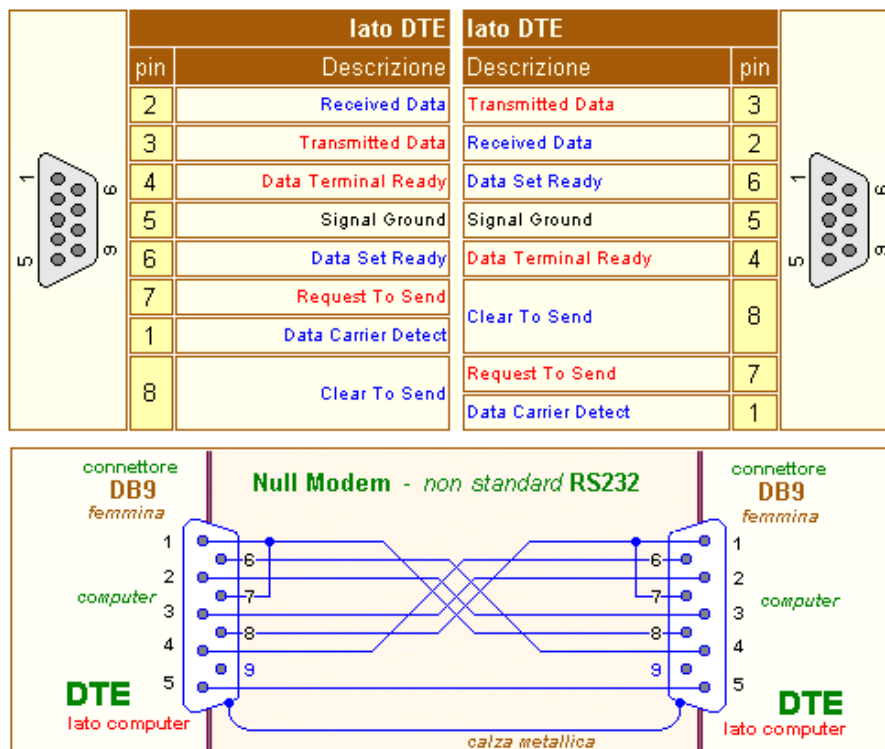 lato DTE lato DTE
pin Descrizione Descrizione pin
2 Received Data Transmitted Data 3
3 Transmitted Data Received Data 2
4 Data Terminal Ready Data Set Ready 6
5 Signal Ground Signal Ground 5
6 Data Set Ready Data Terminal Ready 4
7 Request To Send Clear To Send 8
1 Data Carrier Detect
8 Clear To Send Request To Send 7
Data Carrier Detect 1
1 6
5 9
1 6
5 9
connettore
DB9
femmina
Null Modem - non standard RS232
connettore
DB9
femmina
1 1
6 6
2 2
computer 7 7 computer
3 3
8 8
4 4
9 9
5 5
DTE
lato computer
DTE
lato computer
calza metallica